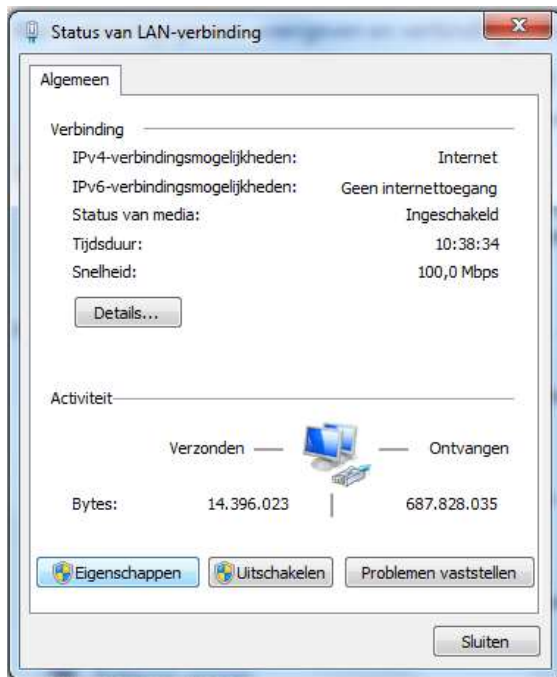 Status van LAN-verbinding
Algemeen
Verbinding
IPv4-verbindingsmogelijkheden: Internet
IPv6-verbindingsmogelijkheden: Geen internettoegang
Status van media: Ingeschakeld
Tijdsduur: 10:38:34
Snelheid: 100,0 Mbps
Details...
Activiteit
Verzonden Ontvangen
Bytes: 14.396.023 687.828.035
Eigenschappen Uitschakelen Problemen vaststellen
Sluiten